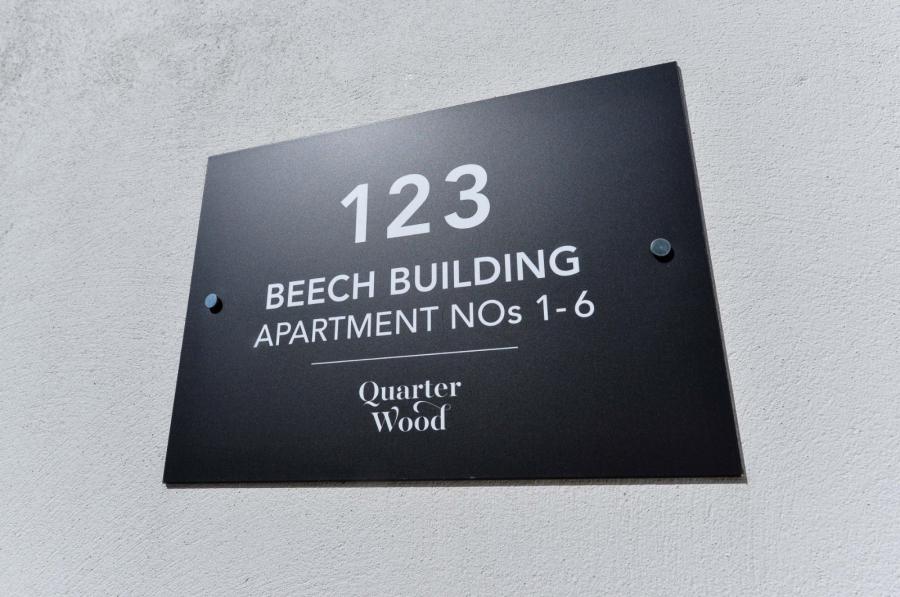 123
BEECH BUILDING
APARTMENT NOs 1-6
Quarter
Wood